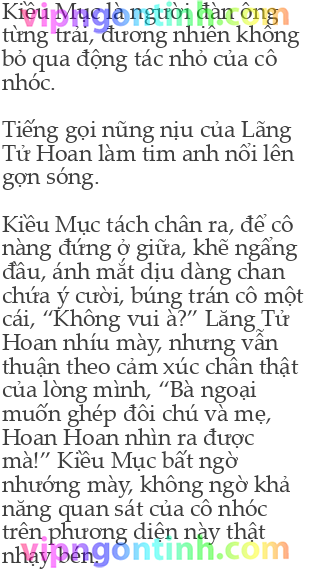 Kiều Mục là người đàn ông
vipngontinh.com
từng trải, đương nhiên không
bỏ qua động tác nhỏ của cô
nhóc.
Tiếng gọi nũng nịu của Lãng
Tử Hoan làm tim anh nổi lên
gợn sóng.
Kiều Mục tách chân ra, để cô
nàng đứng ở giữa, khẽ ngẩng
đầu, ánh mắt dịu dàng chan
chứa ý cười, búng trán cô một
cái, “Không vui à?” Lăng Tử
Hoan nhíu mày, nhưng vẫn
thuận theo cảm xúc chân thật
của lòng mình, “Bà ngoại
muốn ghép đôi chú và mẹ,
Hoan Hoan nhìn ra được
mà!” Kiều Mục bất ngờ
nhướng mày, không ngờ khả
năng quan sát của cô nhóc
trên phương diện này thật
vipngontinh.com
nhạy bén.